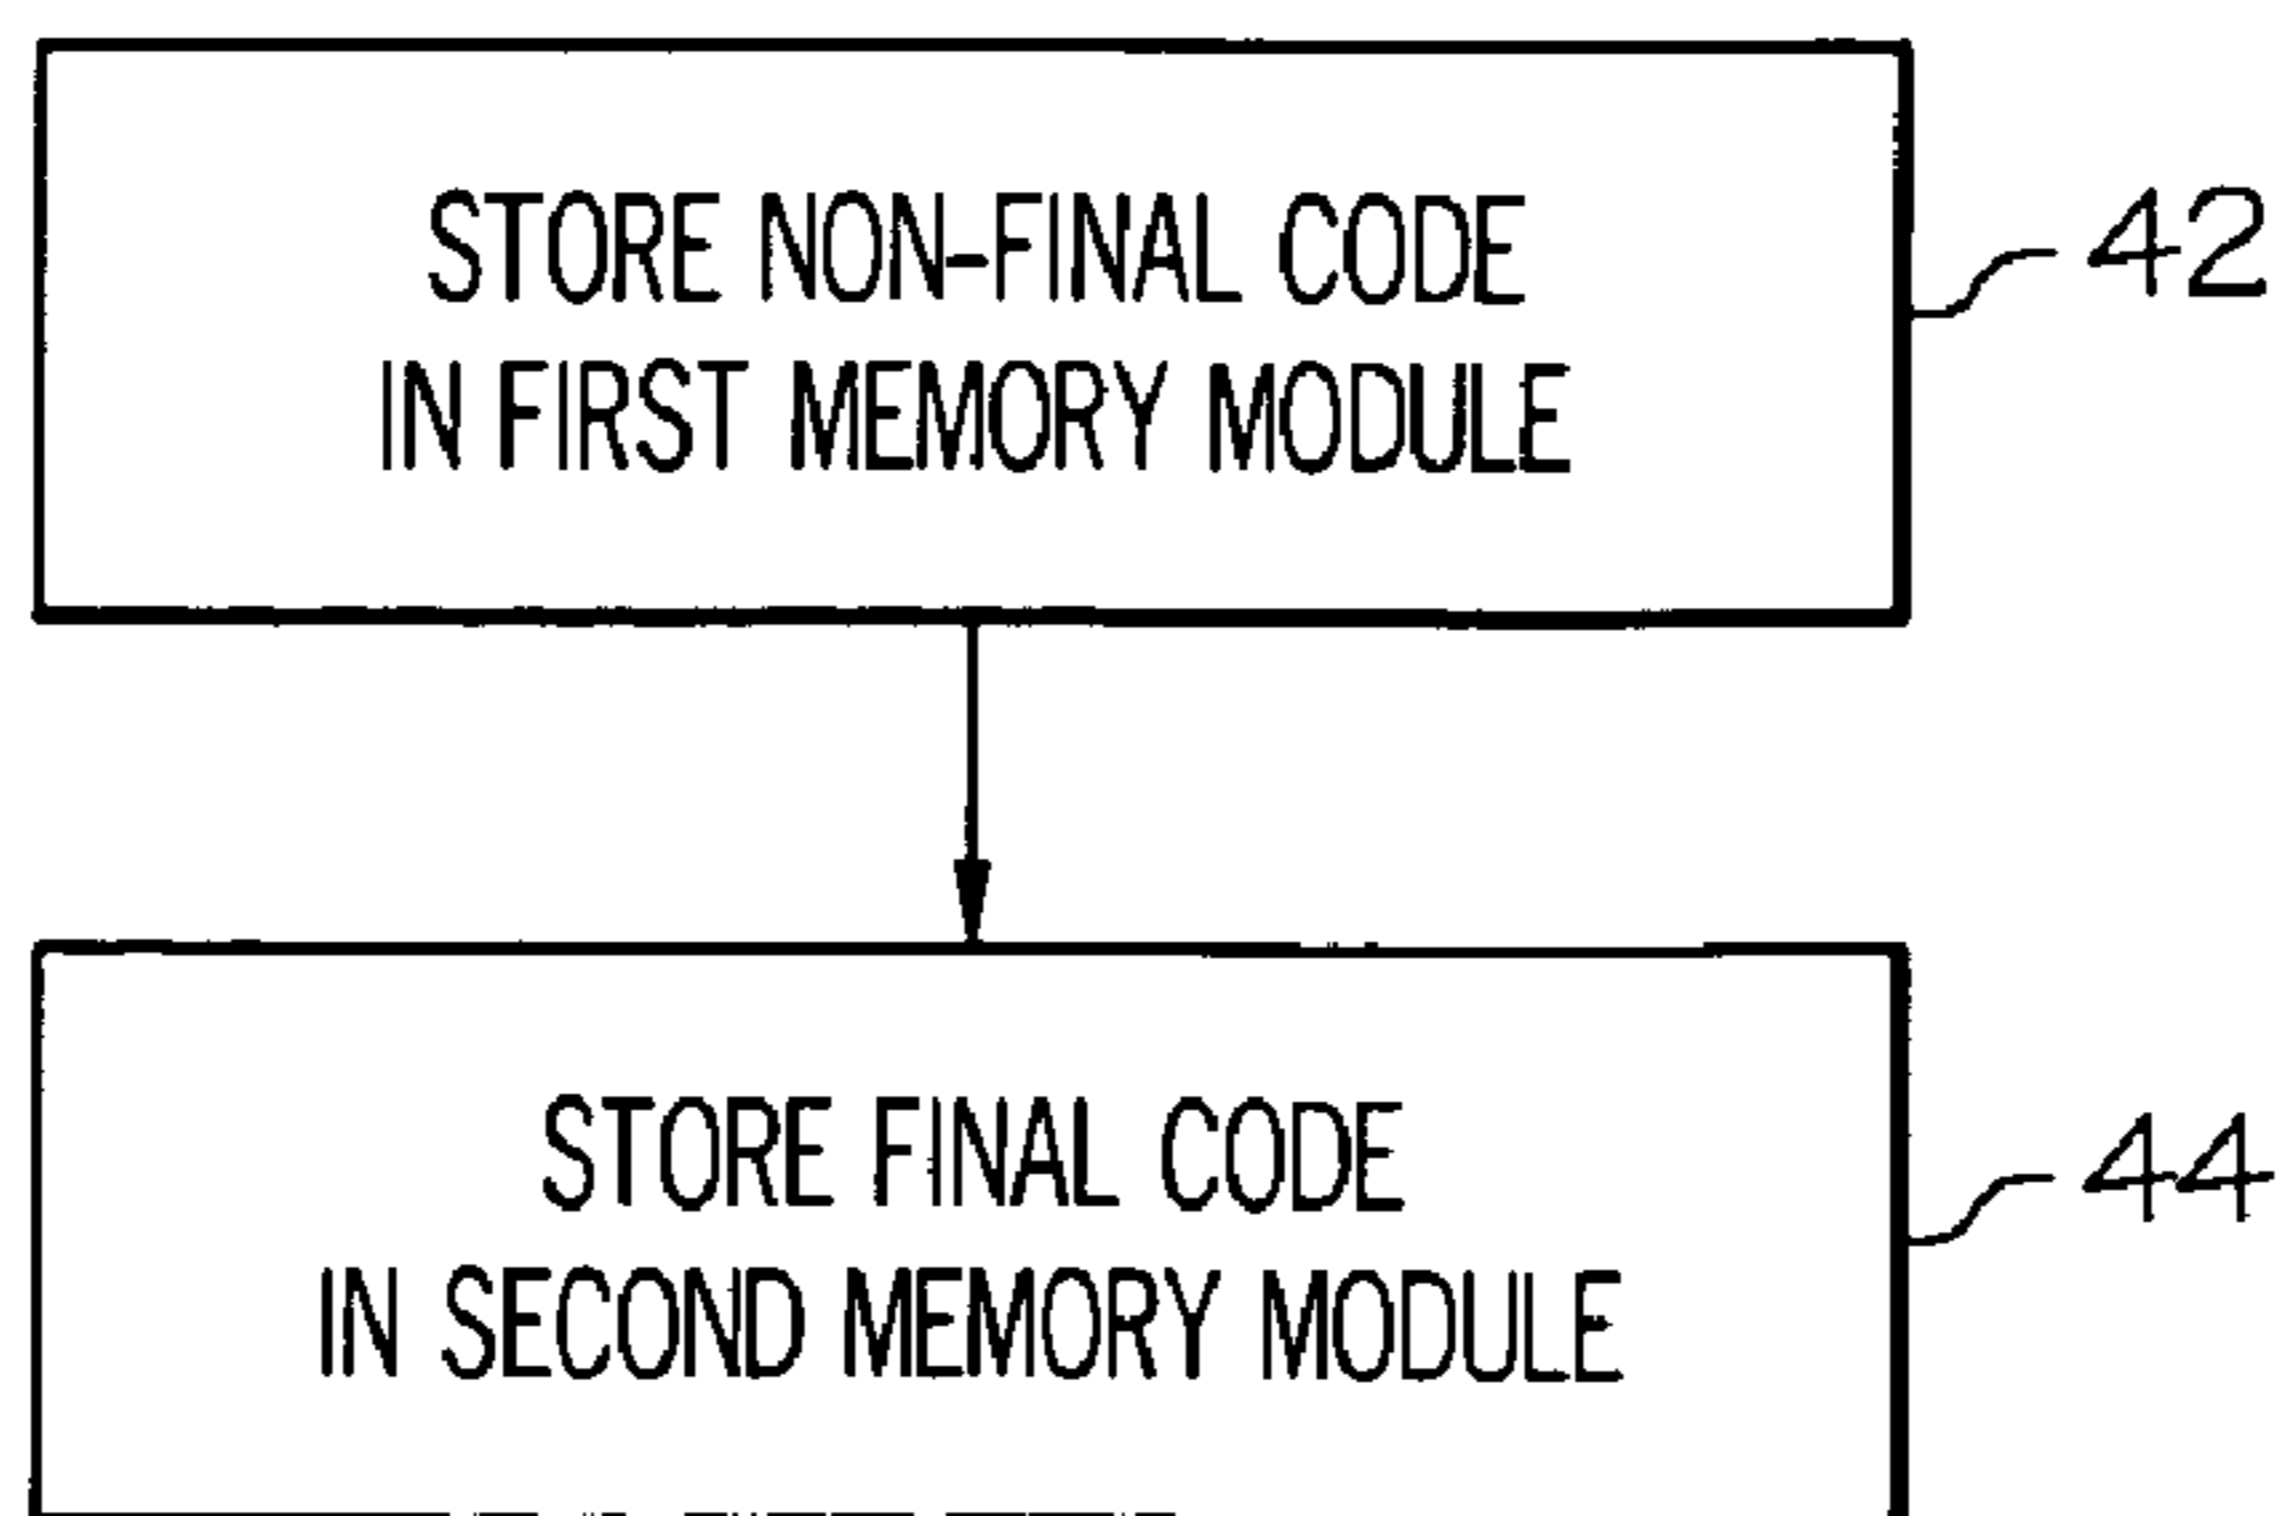 STORE NON-FINAL CODE
IN FIRST MEMORY MODULE
42
STORE FINAL CODE
IN SECOND MEMORY MODULE
44